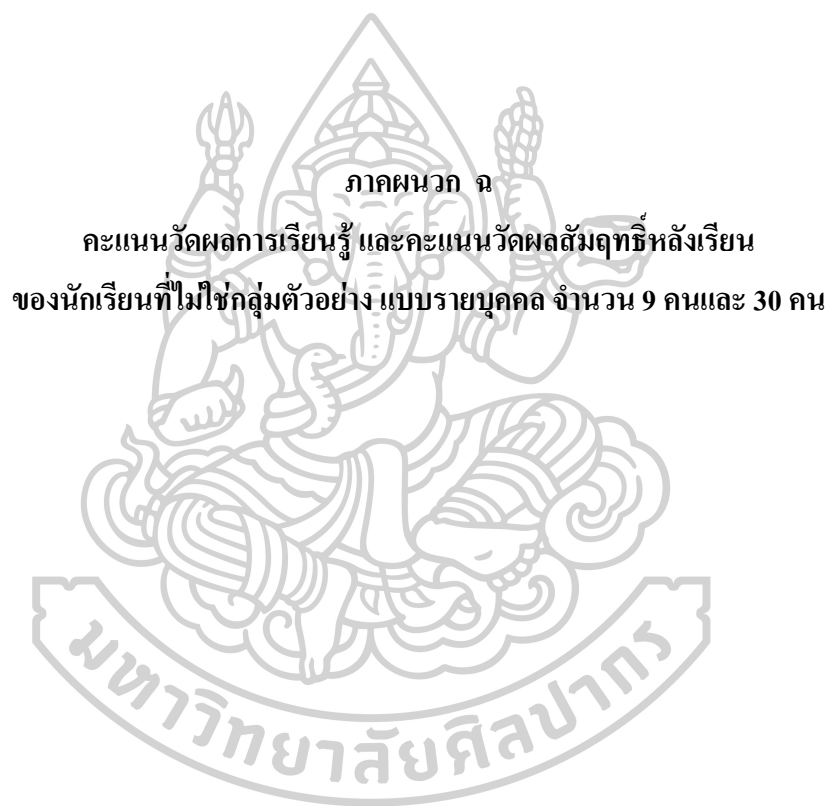 ภาคผนวก ฉ
คะแนนวัดผลการเรียนรู้ และคะแนนวัดผลสัมฤทธิ์หลังเรียน
ของนักเรียนที่ไม่ใช่กลุ่มตัวอย่าง แบบรายบุคคล จำนวน 9 คนและ 30 คน
มหาวิทยาลัยศิลปากร